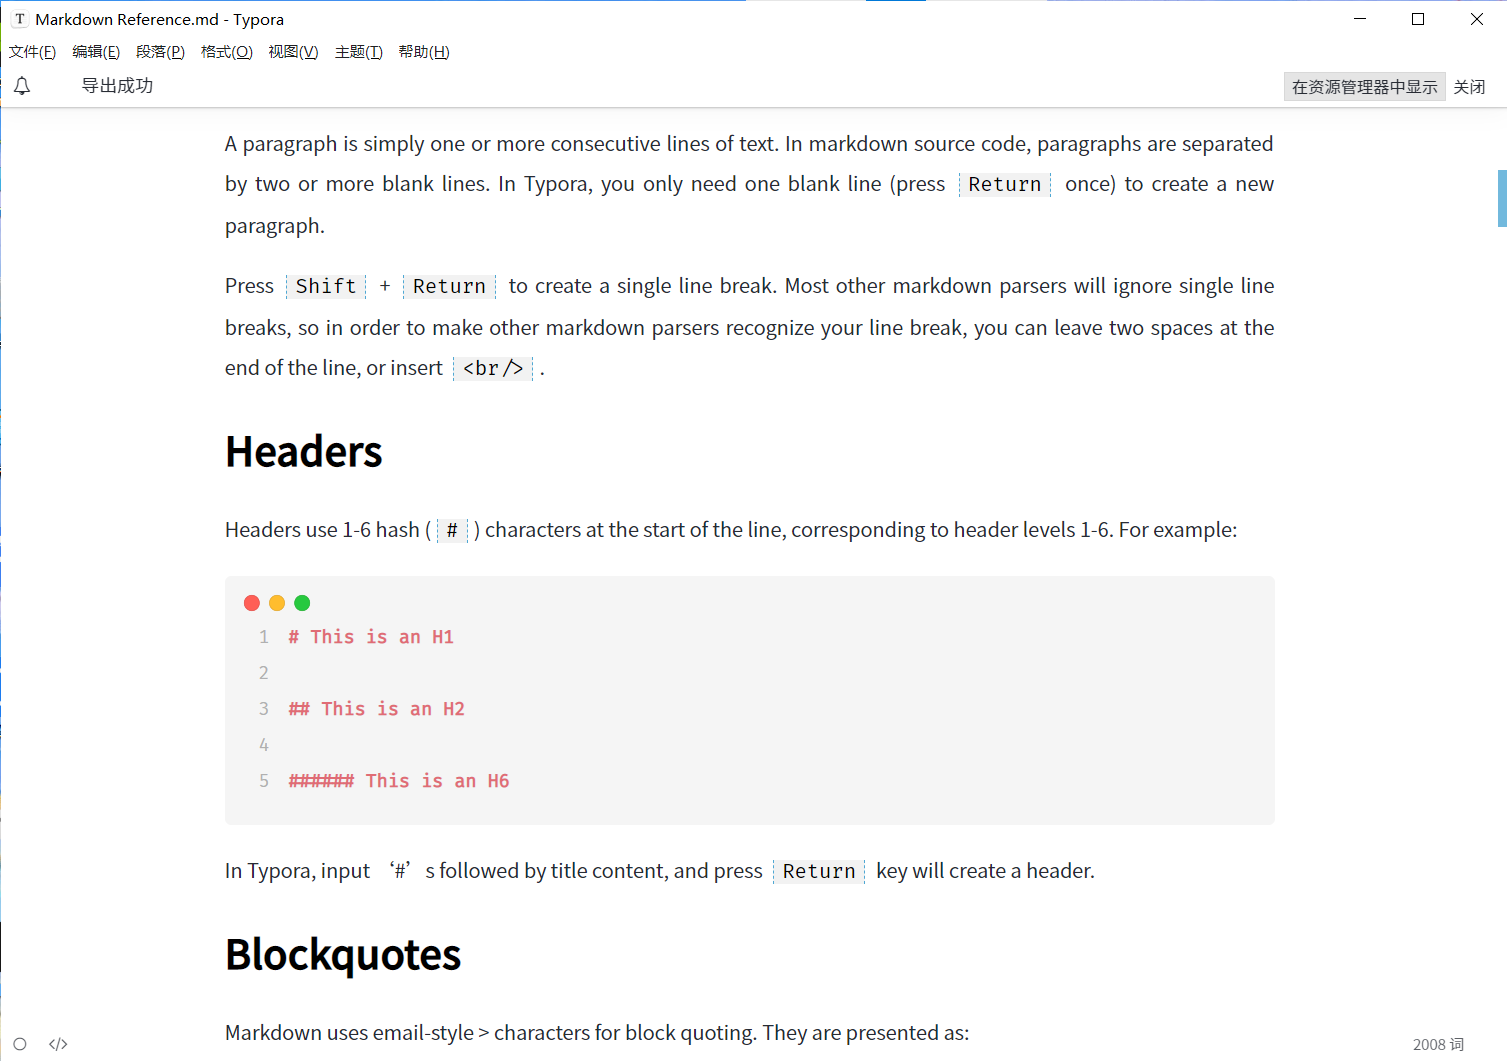 T Markdown Reference.md - Typora
文件(F) 编辑(E) 段落(P) 格式(O) 视图(V) 主题(T) 帮助(H)
导出成功 在资源管理器中显示 关闭
A paragraph is simply one or more consecutive lines of text. In markdown source code, paragraphs are separated
by two or more blank lines. In Typora, you only need one blank line (press Return once) to create a new
paragraph.
Press Shift + Return to create a single line break. Most other markdown parsers will ignore single line
breaks, so in order to make other markdown parsers recognize your line break, you can leave two spaces at the
end of the line, or insert <br/> .
Headers
Headers use 1-6 hash ( # ) characters at the start of the line, corresponding to header levels 1-6. For example:
1 # This is an H1
2
3 ## This is an H2
4
5 ###### This is an H6
In Typora, input ‘#’s followed by title content, and press Return key will create a header.
Blockquotes
Markdown uses email-style > characters for block quoting. They are presented as:
</> 2008 词